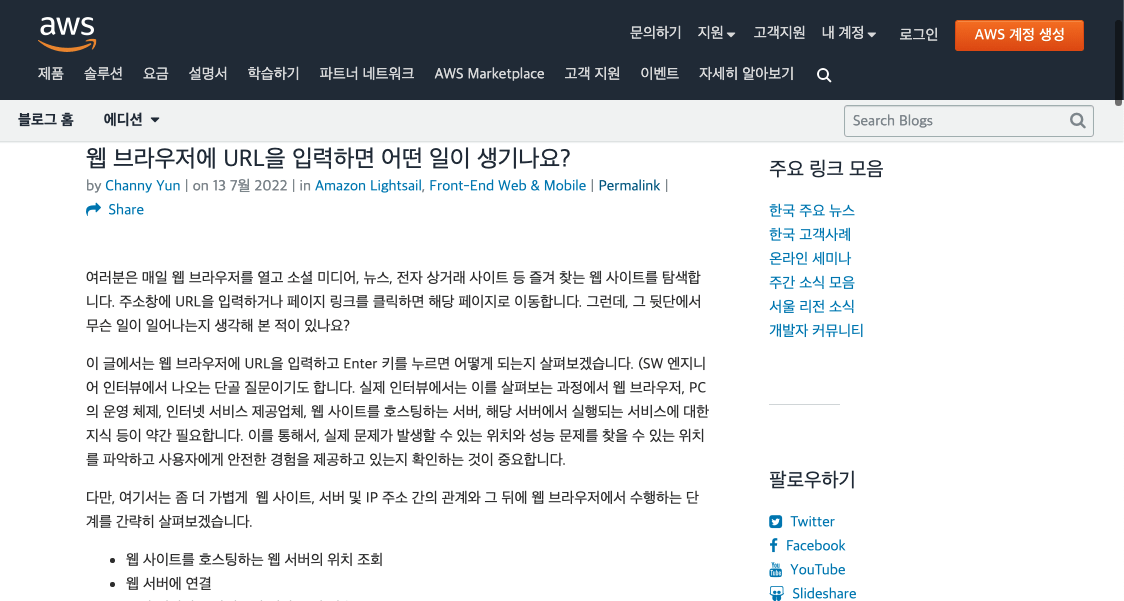 aws
문의하기 지원 고객지원 내 계정 로그인 AWS 계정 생성
제품 솔루션 요금 설명서 학습하기 파트너 네트워크 AWS Marketplace 고객 지원 이벤트 자세히 알아보기
블로그 홈 에디션 Search Blogs
웹 브라우저에 URL을 입력하면 어떤 일이 생기나요?
by Channy Yun | on 13 7월 2022 | in Amazon Lightsail, Front-End Web & Mobile | Permalink |
Share
여러분은 매일 웹 브라우저를 열고 소셜 미디어, 뉴스, 전자 상거래 사이트 등 즐겨 찾는 웹 사이트를 탐색합
니다. 주소창에 URL을 입력하거나 페이지 링크를 클릭하면 해당 페이지로 이동합니다. 그런데, 그 뒷단에서
무슨 일이 일어나는지 생각해 본 적이 있나요?
이 글에서는 웹 브라우저에 URL을 입력하고 Enter 키를 누르면 어떻게 되는지 살펴보겠습니다. (SW 엔지니
어 인터뷰에서 나오는 단골 질문이기도 합니다. 실제 인터뷰에서는 이를 살펴보는 과정에서 웹 브라우저, PC
의 운영 체제, 인터넷 서비스 제공업체, 웹 사이트를 호스팅하는 서버, 해당 서버에서 실행되는 서비스에 대한
지식 등이 약간 필요합니다. 이를 통해서, 실제 문제가 발생할 수 있는 위치와 성능 문제를 찾을 수 있는 위치
를 파악하고 사용자에게 안전한 경험을 제공하고 있는지 확인하는 것이 중요합니다.
다만, 여기서는 좀 더 가볍게 웹 사이트, 서버 및 IP 주소 간의 관계와 그 뒤에 웹 브라우저에서 수행하는 단
계를 간략히 살펴보겠습니다.
• 웹 사이트를 호스팅하는 웹 서버의 위치 조회
• 웹 서버에 연결
주요 링크 모음
한국 주요 뉴스
한국 고객사례
온라인 세미나
주간 소식 모음
서울 리전 소식
개발자 커뮤니티
팔로우하기
Twitter
Facebook
YouTube
Slideshare